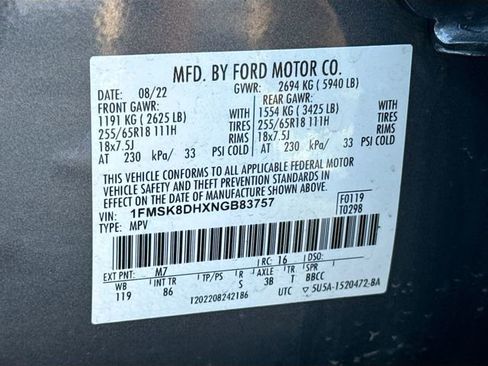 MFD. BY FORD MOTOR CO.
08/22 GVWR: 2694 KG ( 5940 LB)
FRONT GAWR: REAR GAWR:
1191 KG ( 2625 LB) WITH 1554 KG ( 3425 LB) WITH
255/65R18 111H TIRES 255/65R18 111H TIRES
18x7.5J RIMS 18x7.5J RIMS
AT 230 kPa/ 33 PSI COLD AT 230 kPa/ 33 PSI COLD
THIS VEHICLE CONFORMS TO ALL APPLICABLE FEDERAL MOTOR
VEHICLE SAFETY AND THEFT PREVENTION STANDARDS IN
EFFECT ON THE DATE OF MANUFACTURE SHOWN ABOVE.
VIN: 1FMSK8DHXNGB83757 F0119
TYPE: MPV T0298
EXT PNT: M7 RC: 16 DSO:
WB INT TR TP/PS R AXLE TR SPR
119 86 S 3B T BBCC
1202208242186 UTC ▽ 5U5A-1520472-BA